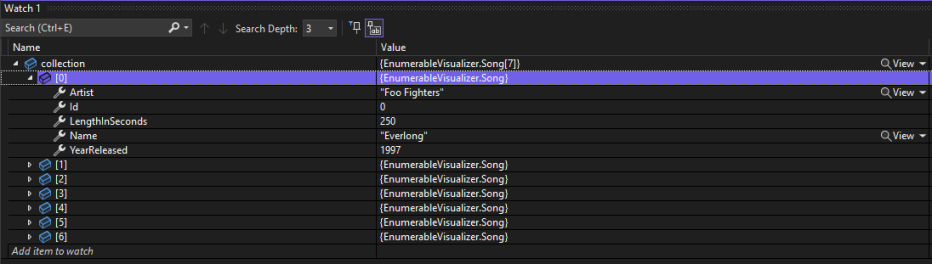 Watch 1
Search (Ctrl+E) Search Depth: 3
Name Value
collection {EnumerableVisualizer.Song[7]} View
[0] {EnumerableVisualizer.Song}
Artist "Foo Fighters" View
Id 0
LengthInSeconds 250
Name "Everlong" View
YearReleased 1997
[1] {EnumerableVisualizer.Song}
[2] {EnumerableVisualizer.Song}
[3] {EnumerableVisualizer.Song}
[4] {EnumerableVisualizer.Song}
[5] {EnumerableVisualizer.Song}
[6] {EnumerableVisualizer.Song}
Add item to watch